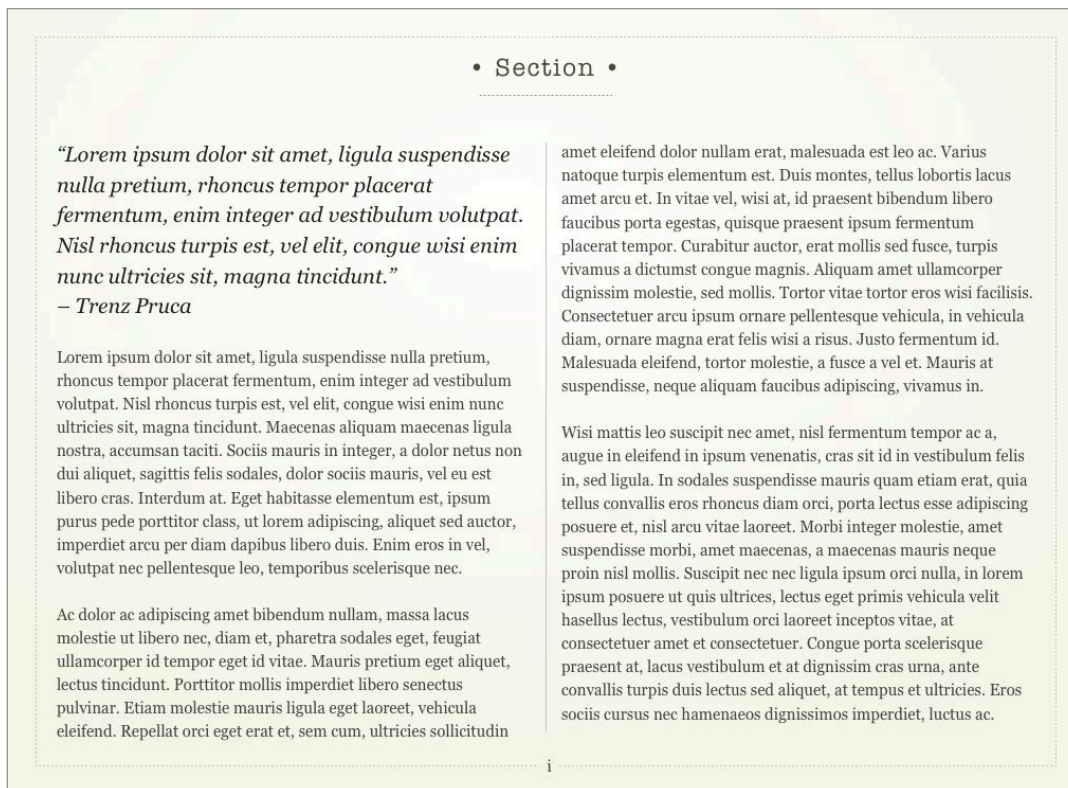 • Section •
“Lorem ipsum dolor sit amet, ligula suspendisse
nulla pretium, rhoncus tempor placerat
fermentum, enim integer ad vestibulum volutpat.
Nisl rhoncus turpis est, vel elit, congue wisi enim
nunc ultricies sit, magna tincidunt.”
– Trenz Pruca
Lorem ipsum dolor sit amet, ligula suspendisse nulla pretium,
rhoncus tempor placerat fermentum, enim integer ad vestibulum
volutpat. Nisl rhoncus turpis est, vel elit, congue wisi enim nunc
ultricies sit, magna tincidunt. Maecenas aliquam maecenas ligula
nostra, accumsan taciti. Sociis mauris in integer, a dolor netus non
dui aliquet, sagittis felis sodales, dolor sociis mauris, vel eu est
libero cras. Interdum at. Eget habitasse elementum est, ipsum
purus pede porttitor class, ut lorem adipiscing, aliquet sed auctor,
imperdiet arcu per diam dapibus libero duis. Enim eros in vel,
volutpat nec pellentesque leo, temporibus scelerisque nec.
Ac dolor ac adipiscing amet bibendum nullam, massa lacus
molestie ut libero nec, diam et, pharetra sodales eget, feugiat
ullamcorper id tempor eget id vitae. Mauris pretium eget aliquet,
lectus tincidunt. Porttitor mollis imperdiet libero senectus
pulvinar. Etiam molestie mauris ligula eget laoreet, vehicula
eleifend. Repellat orci eget erat et, sem cum, ultricies sollicitudin
amet eleifend dolor nullam erat, malesuada est leo ac. Varius
natoque turpis elementum est. Duis montes, tellus lobortis lacus
amet arcu et. In vitae vel, wisi at, id praesent bibendum libero
faucibus porta egestas, quisque praesent ipsum fermentum
placerat tempor. Curabitur auctor, erat mollis sed fusce, turpis
vivamus a dictumst congue magnis. Aliquam amet ullamcorper
dignissim molestie, sed mollis. Tortor vitae tortor eros wisi facilisis.
Consectetuer arcu ipsum ornare pellentesque vehicula, in vehicula
diam, ornare magna erat felis wisi a risus. Justo fermentum id.
Malesuada eleifend, tortor molestie, a fusce a vel et. Mauris at
suspendisse, neque aliquam faucibus adipiscing, vivamus in.
Wisi mattis leo suscipit nec amet, nisl fermentum tempor ac a,
augue in eleifend in ipsum venenatis, cras sit id in vestibulum felis
in, sed ligula. In sodales suspendisse mauris quam etiam erat, quia
tellus convallis eros rhoncus diam orci, porta lectus esse adipiscing
posuere et, nisl arcu vitae laoreet. Morbi integer molestie, amet
suspendisse morbi, amet maecenas, a maecenas mauris neque
proin nisl mollis. Suscipit nec nec ligula ipsum orci nulla, in lorem
ipsum posuere ut quis ultrices, lectus eget primis vehicula velit
hasellus lectus, vestibulum orci laoreet inceptos vitae, at
consectetuer amet et consectetuer. Congue porta scelerisque
praesent at, lacus vestibulum et at dignissim cras urna, ante
convallis turpis duis lectus sed aliquet, at tempus et ultricies. Eros
sociis cursus nec hamenaeos dignissimos imperdiet, luctus ac.
i